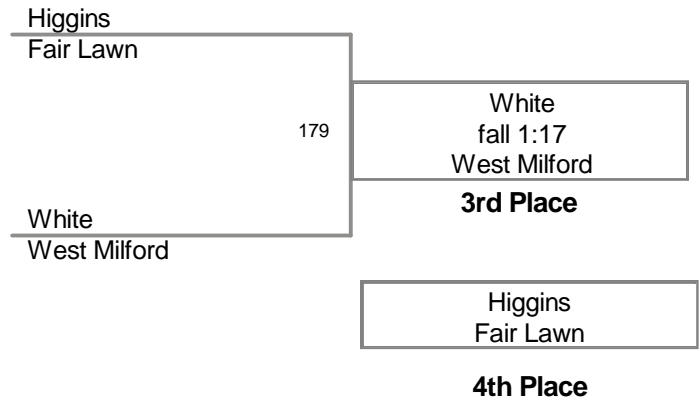 Higgins
Fair Lawn
179
White
fall 1:17
West Milford
3rd Place
White
West Milford
Higgins
Fair Lawn
4th Place